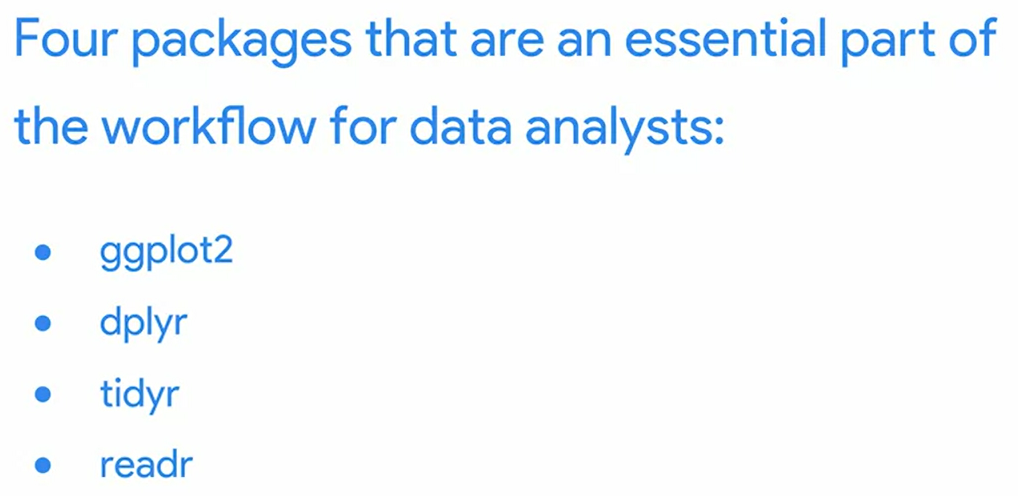 Four packages that are an essential part of
the workflow for data analysts:
• ggplot2
• dplyr
• tidyr
• readr